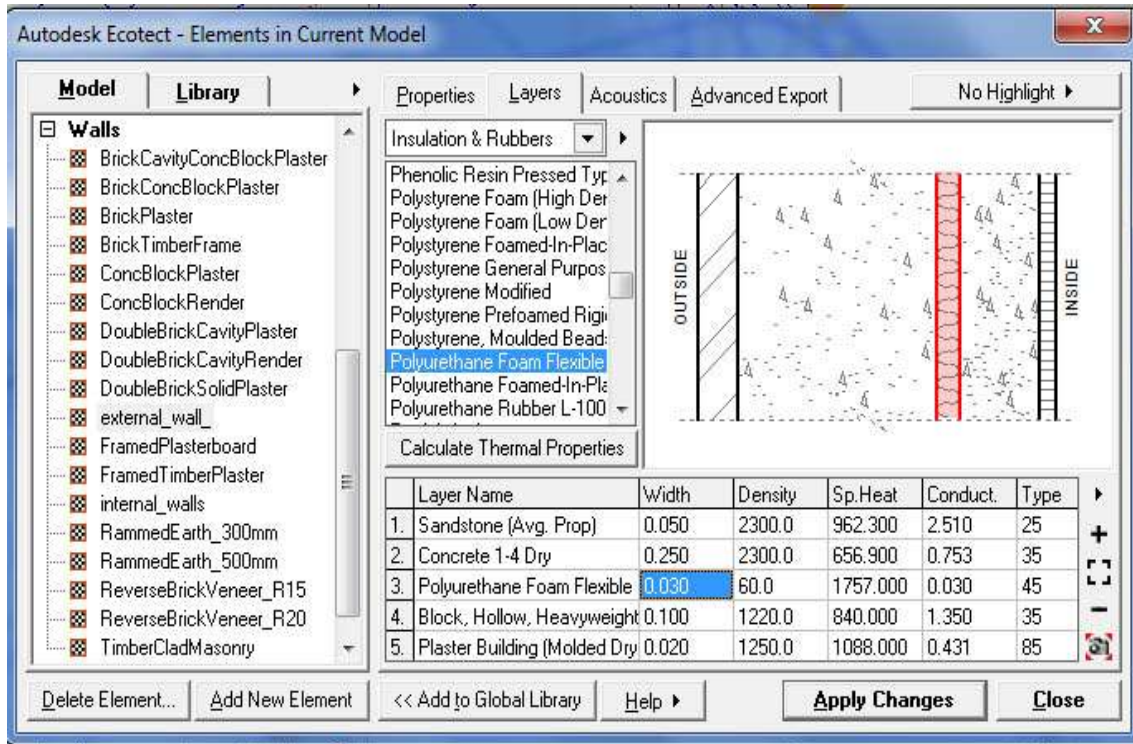 Autodesk Ecotect - Elements in Current Model
Model Library
Properties Layers Acoustics Advanced Export No Highlight
Walls
BrickCavityConcBlockPlaster
BrickConcBlockPlaster
BrickPlaster
BrickTimberFrame
ConcBlockPlaster
ConcBlockRender
DoubleBrickCavityPlaster
DoubleBrickCavityRender
DoubleBrickSolidPlaster
external_wall_
FramedPlasterboard
FramedTimberPlaster
internal_walls
RammedEarth_300mm
RammedEarth_500mm
ReverseBrickVeneer_R15
ReverseBrickVeneer_R20
TimberCladMasonry
Insulation & Rubbers
Phenolic Resin Pressed Typ
Polystyrene Foam (High Der
Polystyrene Foam (Low Der
Polystyrene Foamed-In-Plac
Polystyrene General Purpos
Polystyrene Modified
Polystyrene Prefoamed Rigi
Polystyrene, Moulded Bead
Polyurethane Foam Flexible
Polyurethane Foamed-In-Pla
Polyurethane Rubber L-100
Calculate Thermal Properties
OUTSIDE
INSIDE
Layer Name Width Density Sp.Heat Conduct. Type
1. Sandstone (Avg. Prop) 0.050 2300.0 962.300 2.510 25
2. Concrete 1-4 Dry 0.250 2300.0 656.900 0.753 35
3. Polyurethane Foam Flexible 0.030 60.0 1757.000 0.030 45
4. Block, Hollow, Heavyweight 0.100 1220.0 840.000 1.350 35
5. Plaster Building (Molded Dry 0.020 1250.0 1088.000 0.431 85
Delete Element... Add New Element << Add to Global Library Help Apply Changes Close